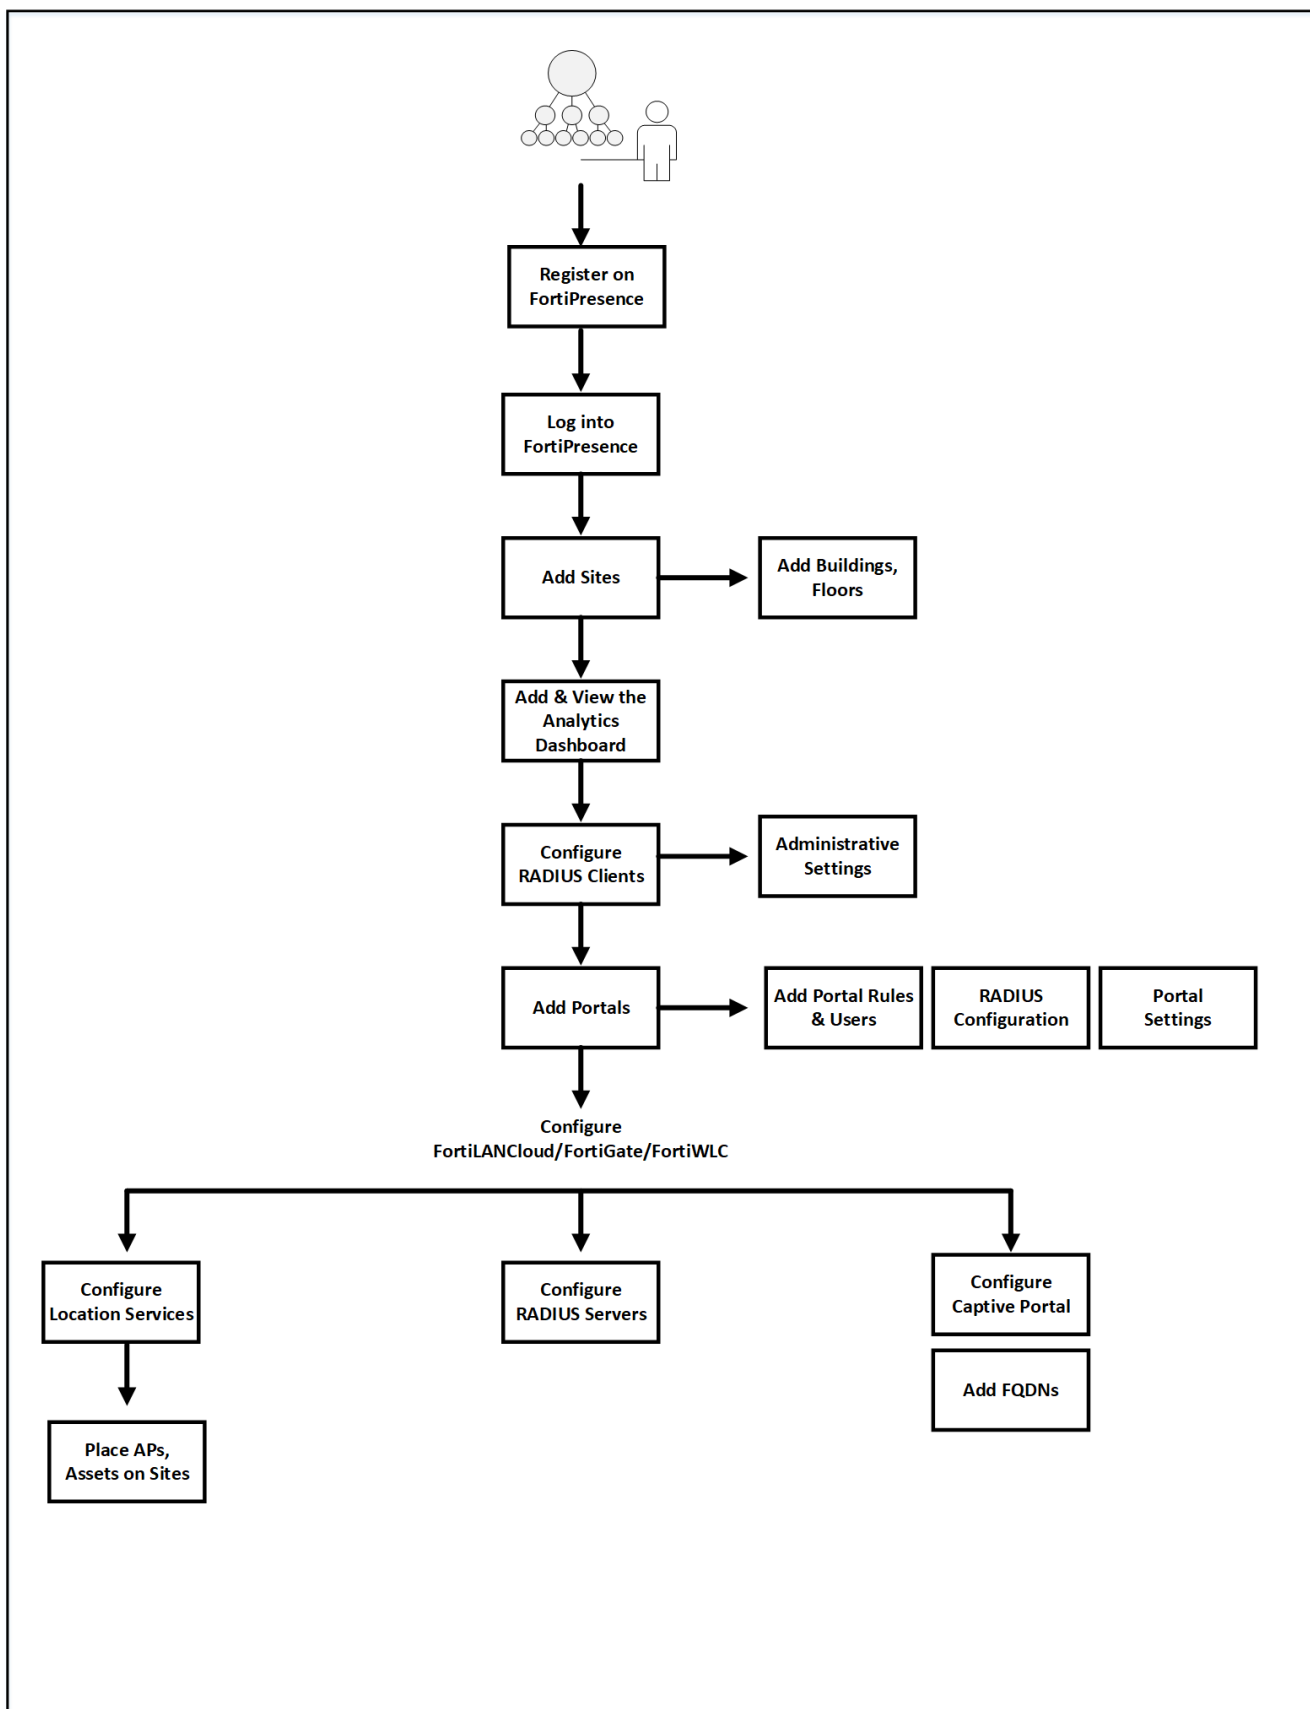 Register on
FortiPresence
Log into
FortiPresence
Add Sites
Add Buildings,
Floors
Add & View the
Analytics
Dashboard
Configure
RADIUS Clients
Administrative
Settings
Add Portals
Add Portal Rules
& Users
RADIUS
Configuration
Portal
Settings
Configure
FortiLANCloud/FortiGate/FortiWLC
Configure
Location Services
Configure
RADIUS Servers
Configure
Captive Portal
Add FQDNs
Place APs,
Assets on Sites